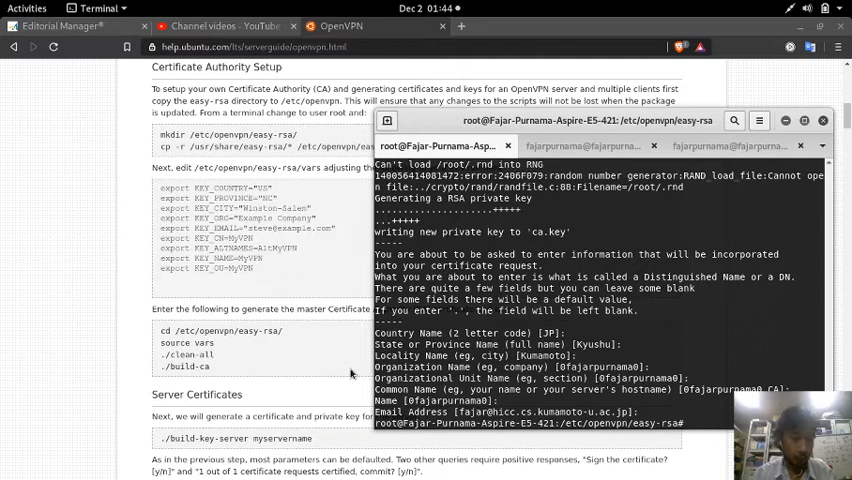 Activities
Terminal
Dec 2 01:44
Editorial Manager®
Channel videos - YouTube
OpenVPN
help.ubuntu.com/lts/serverguide/openvpn.html
Certificate Authority Setup
To setup your own Certificate Authority (CA) and generating certificates and keys for an OpenVPN server and multiple clients first
copy the easy-rsa directory to /etc/openvpn. This will ensure that any changes to the scripts will not be lost when the package
is updated. From a terminal change to user root and:
mkdir /etc/openvpn/easy-rsa/
cp -r /usr/share/easy-rsa/* /etc/openvpn/
Next, edit /etc/openvpn/easy-rsa/vars adjusting the
export KEY_COUNTRY="US"
export KEY_PROVINCE="NC"
export KEY_CITY="Winston-Salem"
export KEY_ORG="Example Company"
export KEY_EMAIL="steve@example.com"
export KEY_CN=MyVPN
export KEY_ALTNAMES=AltMyVPN
export KEY_NAME=MyVPN
export KEY_OU=MyVPN
Enter the following to generate the master Certificate
cd /etc/openvpn/easy-rsa/
source vars
./clean-all
./build-ca
Server Certificates
Next, we will generate a certificate and private key for
./build-key-server myservername
As in the previous step, most parameters can be defaulted. Two other queries require positive responses, "Sign the certificate?
[y/n]" and "1 out of 1 certificate requests certified, commit? [y/n]".
root@Fajar-Purnama-Aspire-E5-421: /etc/openvpn/easy-rsa
root@Fajar-Purnama-Asp...
fajarpurnama@fajarpurna...
fajarpurnama@fajarpurna...
Can't load /root/.rnd into RNG
140056414081472:error:2406F079:random number generator:RAND_load_file:Cannot ope
n file:../crypto/rand/randfile.c:88:Filename=/root/.rnd
Generating a RSA private key
.....................+++++
...+++++
writing new private key to 'ca.key'
-----
You are about to be asked to enter information that will be incorporated
into your certificate request.
What you are about to enter is what is called a Distinguished Name or a DN.
There are quite a few fields but you can leave some blank
For some fields there will be a default value,
If you enter '.', the field will be left blank.
-----
Country Name (2 letter code) [JP]:
State or Province Name (full name) [Kyushu]:
Locality Name (eg, city) [Kumamoto]:
Organization Name (eg, company) [0fajarpurnama0]:
Organizational Unit Name (eg, section) [0fajarpurnama0]:
Common Name (eg, your name or your server's hostname) [0fajarpurnama0 CA]:
Name [0fajarpurnama0]:
Email Address [fajar@hicc.cs.kumamoto-u.ac.jp]:
root@Fajar-Purnama-Aspire-E5-421:/etc/openvpn/easy-rsa#